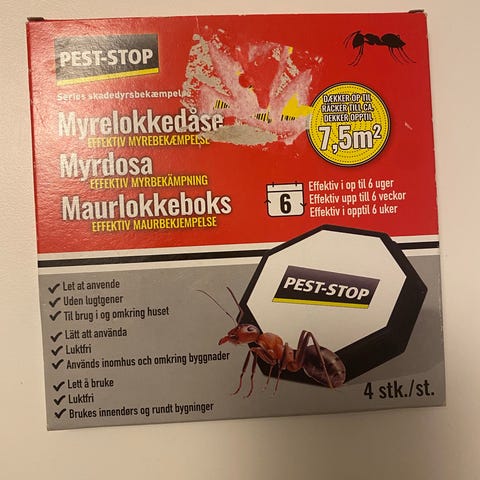 PEST-STOP
Series skadedyrsbekæmpelse
Myrelokkedåse
EFFEKTIV MYREBEKÆMPELSE
Myrdosa
EFFEKTIV MYRBEKÄMPNING
Maurlokkeboks
EFFEKTIV MAURBEKJEMPELSE
DÆKKER OP TIL
RÄCKER TILL CA.
DEKKER OPPTIL
7,5m²
6
Effektiv i op til 6 uger
Effektiv upp till 6 veckor
Effektiv i opptil 6 uker
PEST-STOP
Let at anvende
Uden lugtgener
Til brug i og omkring huset
Lätt att använda
Luktfri
Används inomhus och omkring byggnader
Lett å bruke
Luktfri
Brukes innendørs og rundt bygninger
4 stk./st.